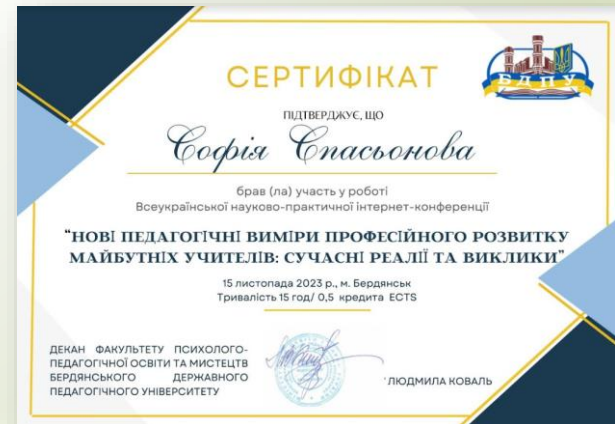 СЕРТИФІКАТ
БДПУ
ПІДТВЕРДЖУЄ, ЩО
Софія Спасьонова
брав (ла) участь у роботі
Всеукраїнської науково-практичної інтернет-конференції
"НОВІ ПЕДАГОГІЧНІ ВИМІРИ ПРОФЕСІЙНОГО РОЗВИТКУ
МАЙБУТНІХ УЧИТЕЛІВ: СУЧАСНІ РЕАЛІЇ ТА ВИКЛИКИ"
15 листопада 2023 р., м. Бердянськ
Тривалість 15 год/ 0,5 кредита ECTS
ДЕКАН ФАКУЛЬТЕТУ ПСИХОЛОГО-
ПЕДАГОГІЧНОЇ ОСВІТИ ТА МИСТЕЦТВ
БЕРДЯНСЬКОГО ДЕРЖАВНОГО
ПЕДАГОГІЧНОГО УНІВЕРСИТЕТУ
ЛЮДМИЛА КОВАЛЬ